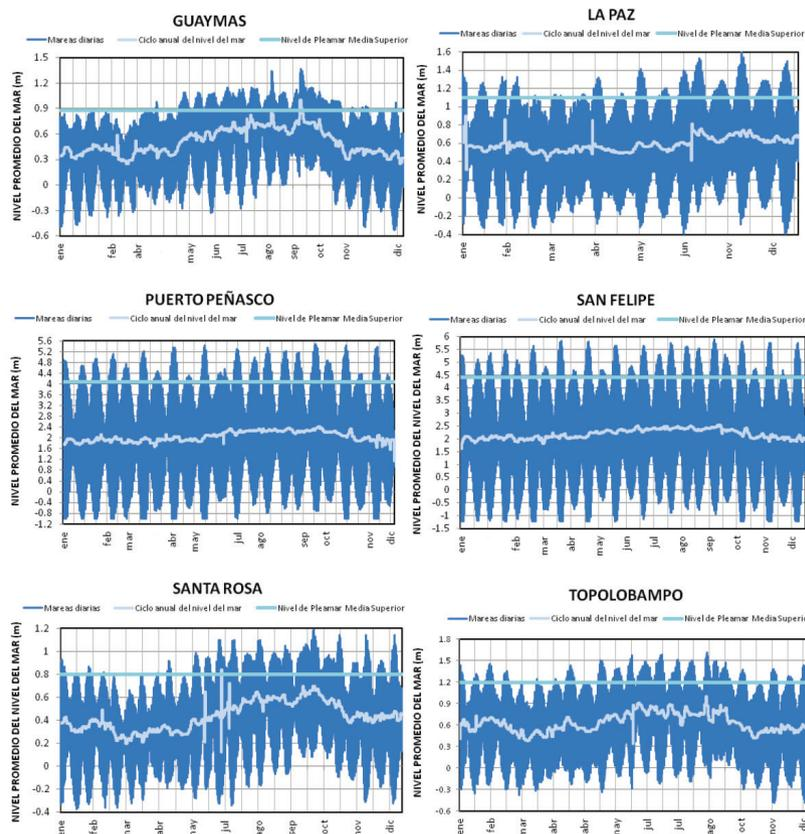 GUAYMAS
Mareas diarias Ciclo anual del nivel del mar Nivel de Pleamar Media Superior
NIVEL PROMEDIO DEL MAR (m)
1.5
1.2
0.9
0.6
0.3
0
-0.3
-0.6
ene feb abr may jun jul ago sep oct nov dic
LA PAZ
Mareas diarias Ciclo anual del nivel del mar Nivel de Pleamar Media Superior
NIVEL PROMEDIO DEL MAR (m)
1.6
1.4
1.2
1
0.8
0.6
0.4
0.2
0
-0.2
-0.4
ene feb mar abr may jun nov dic
PUERTO PEÑASCO
Mareas diarias Ciclo anual del nivel del mar Nivel de Pleamar Media Superior
NIVEL PROMEDIO DEL MAR (m)
5.6
5.2
4.8
4.4
4
3.6
3.2
2.8
2.4
2
1.6
1.2
0.8
0.4
0
-0.4
-0.8
-1.2
ene feb mar abr may jul ago sep oct nov dic
SAN FELIPE
Mareas diarias Ciclo anual del nivel del mar Nivel de Pleamar Media Superior
NIVEL PROMEDIO DEL NIVEL DEL MAR (m)
6
5.5
5
4.5
4
3.5
3
2.5
2
1.5
1
0.5
0
-0.5
-1
-1.5
ene feb mar abr may jun jul ago sep oct nov dic
SANTA ROSA
Mareas diarias Ciclo anual del nivel del mar Nivel de Pleamar Media Superior
NIVEL PROMEDIO DEL NIVEL DEL MAR (m)
1.2
1
0.8
0.6
0.4
0.2
0
-0.2
-0.4
ene feb mar abr may jul ago sep oct nov dic
TOPOLOBAMPO
Mareas diarias Ciclo anual del nivel del mar Nivel de Pleamar Media Superior
NIVEL PROMEDIO DEL MAR (m)
1.8
1.5
1.2
0.9
0.6
0.3
0
-0.3
-0.6
ene feb mar abr may jun jul ago oct nov dic